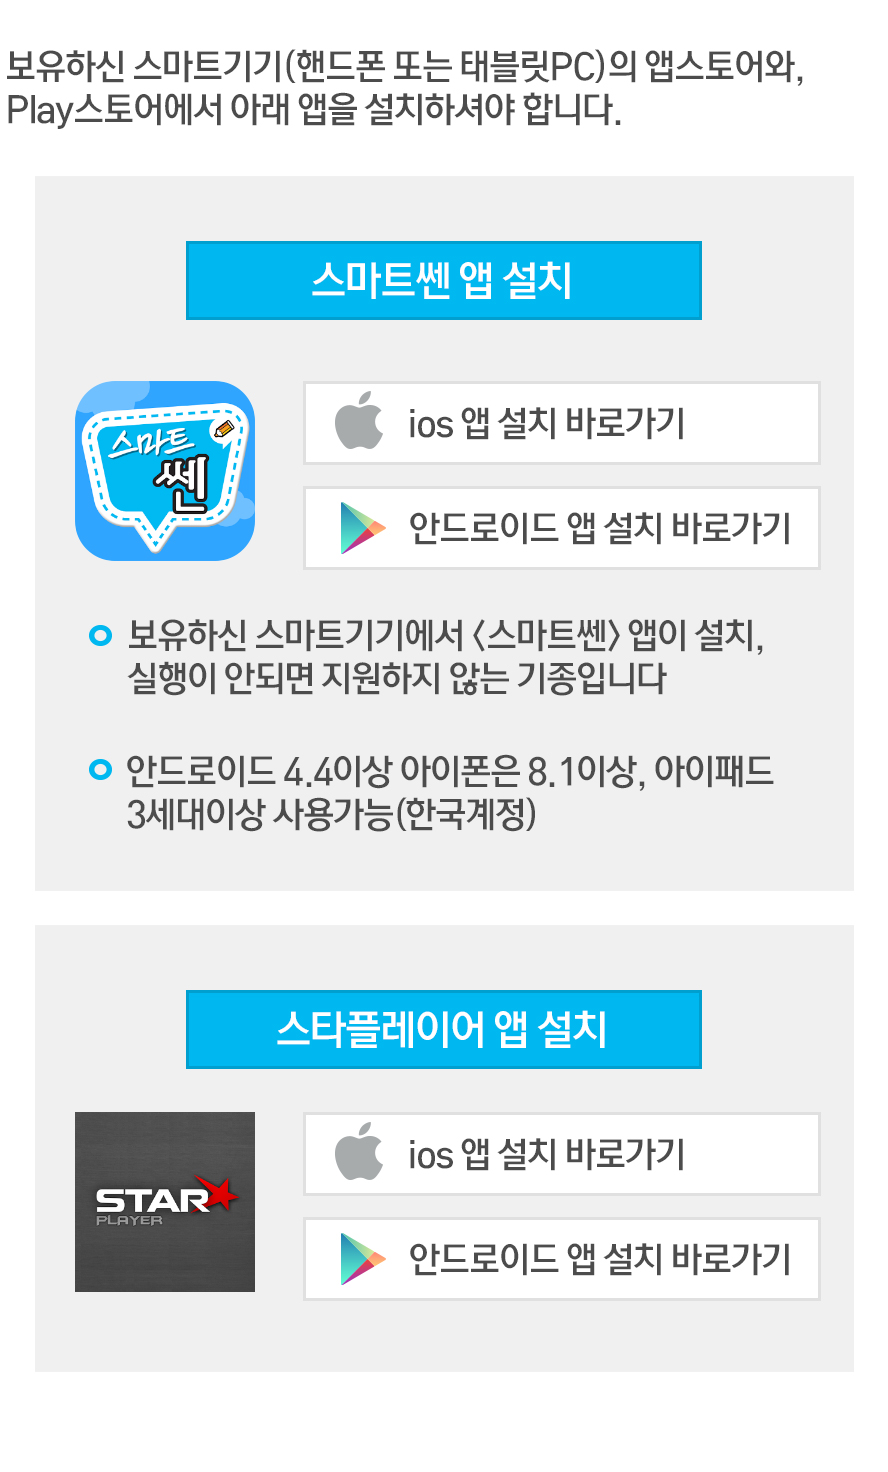 보유하신 스마트기기(핸드폰 또는 태블릿PC)의 앱스토어와,
Play스토어에서 아래 앱을 설치하셔야 합니다.
스마트쎈 앱 설치
스마트
쎈
ios 앱 설치 바로가기
안드로이드 앱 설치 바로가기
보유하신 스마트기기에서 〈스마트쎈〉 앱이 설치,
실행이 안되면 지원하지 않는 기종입니다
안드로이드 4.4이상 아이폰은 8.1이상, 아이패드
3세대이상 사용가능(한국계정)
스타플레이어 앱 설치
STAR
PLAYER
ios 앱 설치 바로가기
안드로이드 앱 설치 바로가기